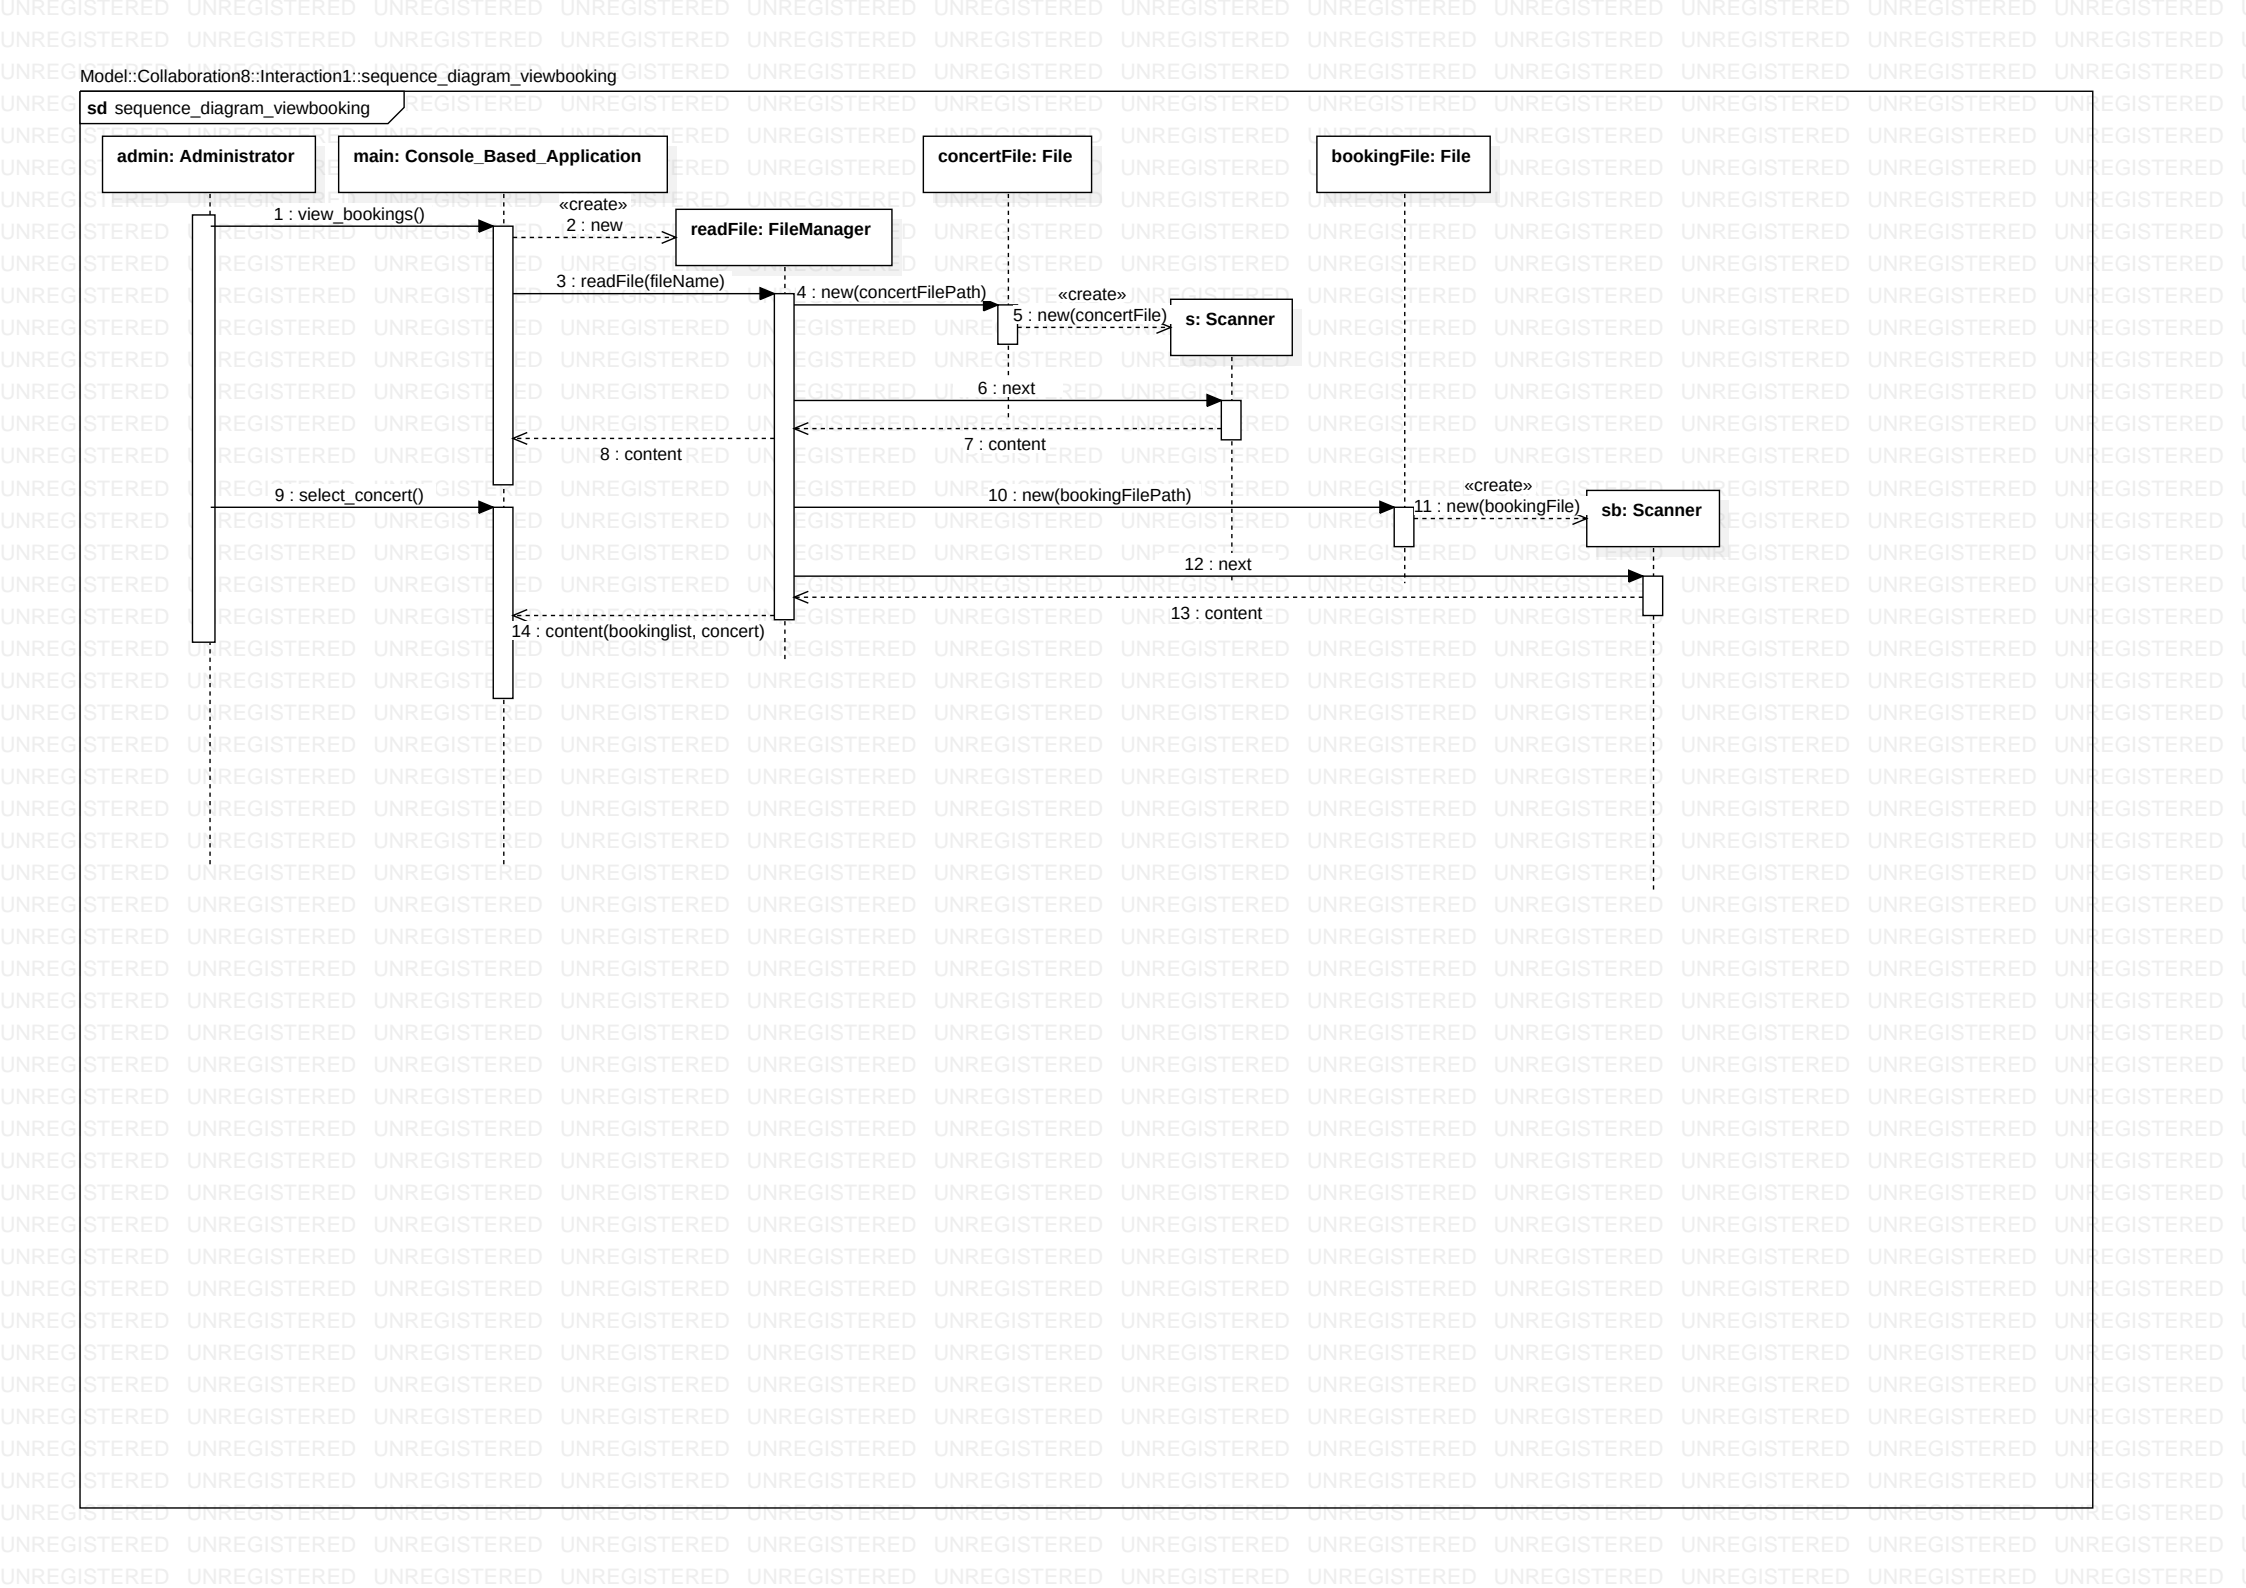 Model::Collaboration8::Interaction1::sequence_diagram_viewbooking
sd sequence_diagram_viewbooking
admin: Administrator
main: Console_Based_Application
concertFile: File
bookingFile: File
1 : view_bookings()
«create»
2 : new
readFile: FileManager
3 : readFile(fileName)
4 : new(concertFilePath)
«create»
5 : new(concertFile)
s: Scanner
6 : next
7 : content
8 : content
9 : select_concert()
10 : new(bookingFilePath)
«create»
11 : new(bookingFile)
sb: Scanner
12 : next
13 : content
14 : content(bookinglist, concert)
UNREGISTERED